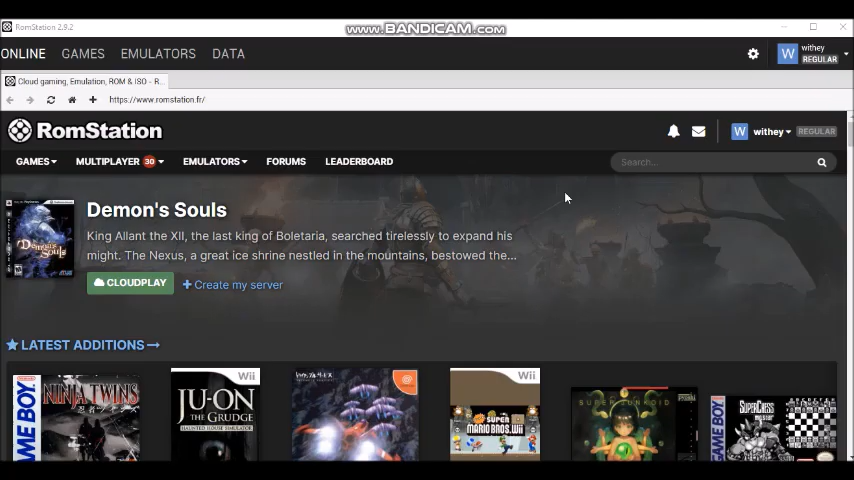 RomStation 2.9.2
www.BANDICAM.com
ONLINE GAMES EMULATORS DATA
W withey REGULAR
Cloud gaming, Emulation, ROM & ISO - R...
https://www.romstation.fr/
RomStation
W withey REGULAR
GAMES MULTIPLAYER 30 EMULATORS FORUMS LEADERBOARD
Search...
Demon's Souls
King Allant the XII, the last king of Boletaria, searched tirelessly to expand his
might. The Nexus, a great ice shrine nestled in the mountains, bestowed the...
CLOUDPLAY + Create my server
LATEST ADDITIONS
GAME BOY
NINJA TWINS
Wii
JU-ON
THE GRUDGE
HAUNTED HOUSE SIMULATOR
Wii
SUPER
MARIO BROS. Wii
GAME BOY
SUPERCHESS